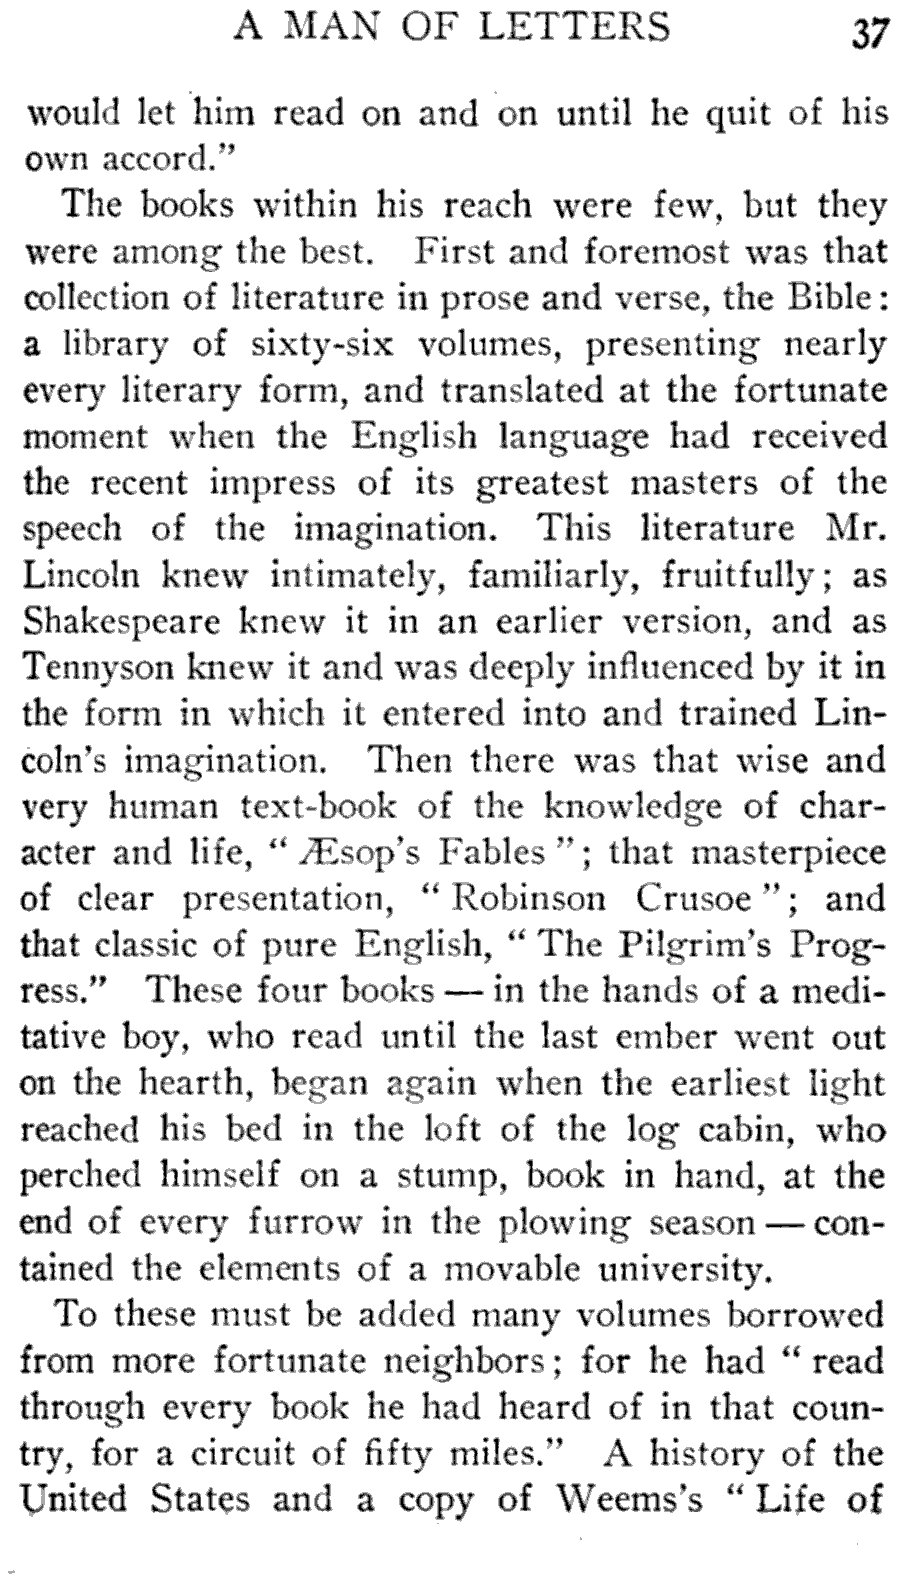 A MAN OF LETTERS 37
would let him read on and on until he quit of his
own accord.”
The books within his reach were few, but they
were among the best. First and foremost was that
collection of literature in prose and verse, the Bible:
a library of sixty-six volumes, presenting nearly
every literary form, and translated at the fortunate
moment when the English language had received
the recent impress of its greatest masters of the
speech of the imagination. This literature Mr.
Lincoln knew intimately, familiarly, fruitfully; as
Shakespeare knew it in an earlier version, and as
Tennyson knew it and was deeply influenced by it in
the form in which it entered into and trained Lin-
coln's imagination. Then there was that wise and
very human text-book of the knowledge of char-
acter and life, “Æsop's Fables”; that masterpiece
of clear presentation, “Robinson Crusoe”; and
that classic of pure English, “The Pilgrim's Prog-
ress.” These four books — in the hands of a medi-
tative boy, who read until the last ember went out
on the hearth, began again when the earliest light
reached his bed in the loft of the log cabin, who
perched himself on a stump, book in hand, at the
end of every furrow in the plowing season — con-
tained the elements of a movable university.
To these must be added many volumes borrowed
from more fortunate neighbors; for he had “read
through every book he had heard of in that coun-
try, for a circuit of fifty miles.” A history of the
United States and a copy of Weems's “Life of